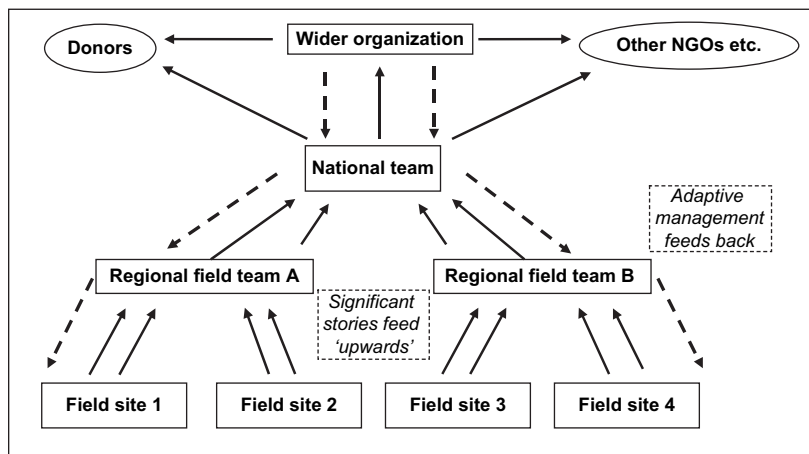 Donors
Wider organization
Other NGOs etc.
National team
Adaptive
management
feeds back
Regional field team A
Regional field team B
Significant
stories feed
‘upwards’
Field site 1
Field site 2
Field site 3
Field site 4